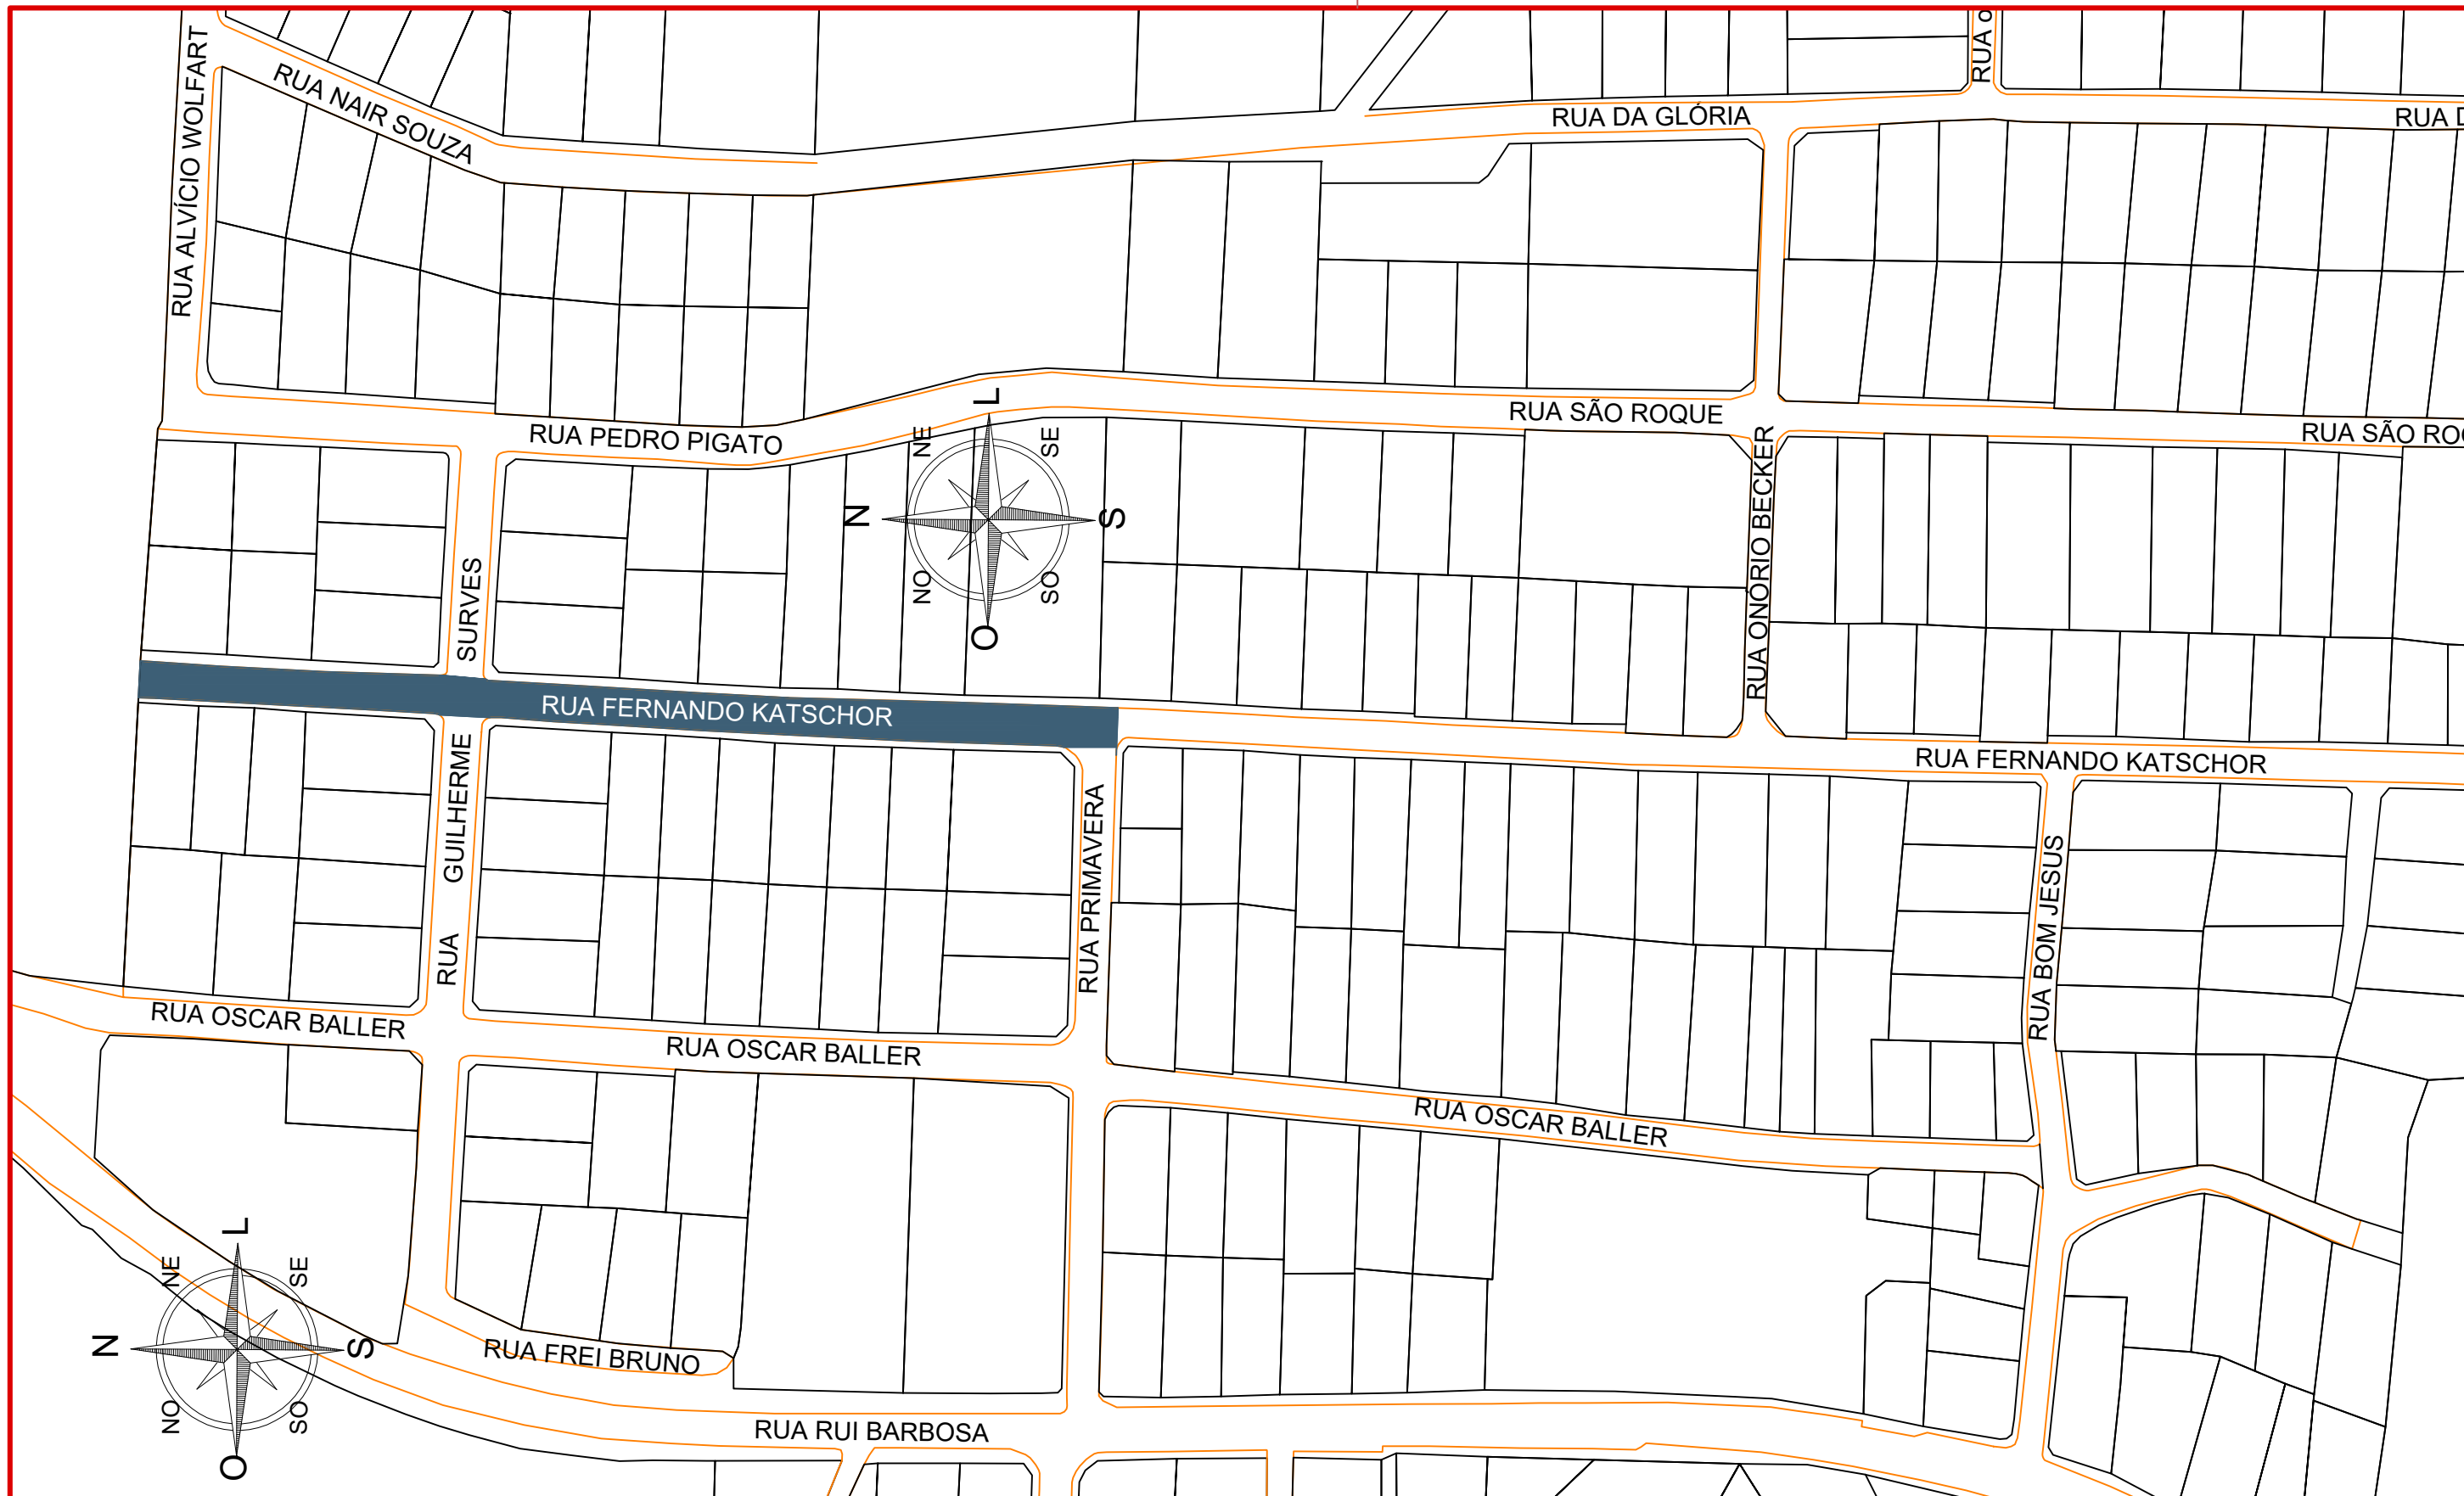 RUA ALVÍCIO WOLFART
RUA NAIR SOUZA
RUA DA GLÓRIA
RUA
RUA
RUA PEDRO PIGATO
RUA SÃO ROQUE
RUA SÃO
L
NE
SE
N
S
NO
SO
O
RUA ONORIO BECKER
RUA GUILHERME SURVES
RUA FERNANDO KATSCHOR
RUA FERNANDO KATSCHOR
RUA PRIMAVERA
RUA BOM JESUS
RUA OSCAR BALLER
RUA OSCAR BALLER
RUA OSCAR BALLER
L
NE
SE
N
S
NO
SO
O
RUA FREI BRUNO
RUA RUI BARBOSA